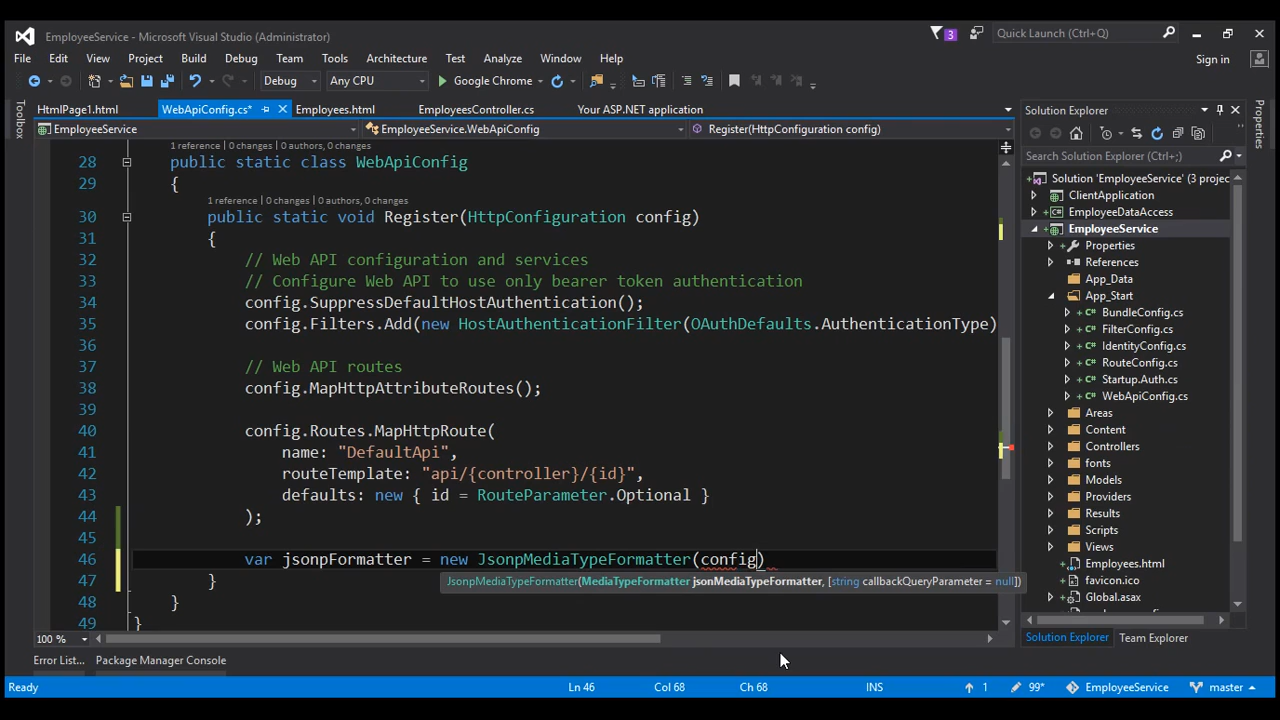 EmployeeService - Microsoft Visual Studio (Administrator)
3
Quick Launch (Ctrl+Q)
File Edit View Project Build Debug Team Tools Architecture Test Analyze Window Help
Sign in
Debug Any CPU Google Chrome
HtmlPage1.html WebApiConfig.cs* Employees.html EmployeesController.cs Your ASP.NET application
EmployeeService EmployeeService.WebApiConfig Register(HttpConfiguration config)
Toolbox
1 reference | 0 changes | 0 authors, 0 changes
28 public static class WebApiConfig
29 {
1 reference | 0 changes | 0 authors, 0 changes
30 public static void Register(HttpConfiguration config)
31 {
32 // Web API configuration and services
33 // Configure Web API to use only bearer token authentication
34 config.SuppressDefaultHostAuthentication();
35 config.Filters.Add(new HostAuthenticationFilter(OAuthDefaults.AuthenticationType)
36
37 // Web API routes
38 config.MapHttpAttributeRoutes();
39
40 config.Routes.MapHttpRoute(
41 name: "DefaultApi",
42 routeTemplate: "api/{controller}/{id}",
43 defaults: new { id = RouteParameter.Optional }
44 );
45
46 var jsonpFormatter = new JsonpMediaTypeFormatter(config)
47 }
JsonpMediaTypeFormatter(MediaTypeFormatter jsonMediaTypeFormatter, [string callbackQueryParameter = null])
48 }
49 }
100 %
Solution Explorer
Search Solution Explorer (Ctrl+;)
Solution 'EmployeeService' (3 projec
ClientApplication
EmployeeDataAccess
EmployeeService
Properties
References
App_Data
App_Start
BundleConfig.cs
FilterConfig.cs
IdentityConfig.cs
RouteConfig.cs
Startup.Auth.cs
WebApiConfig.cs
Areas
Content
Controllers
fonts
Models
Providers
Results
Scripts
Views
Employees.html
favicon.ico
Global.asax
Solution Explorer Team Explorer
Properties
Error List... Package Manager Console
Ready Ln 46 Col 68 Ch 68 INS 1 99* EmployeeService master